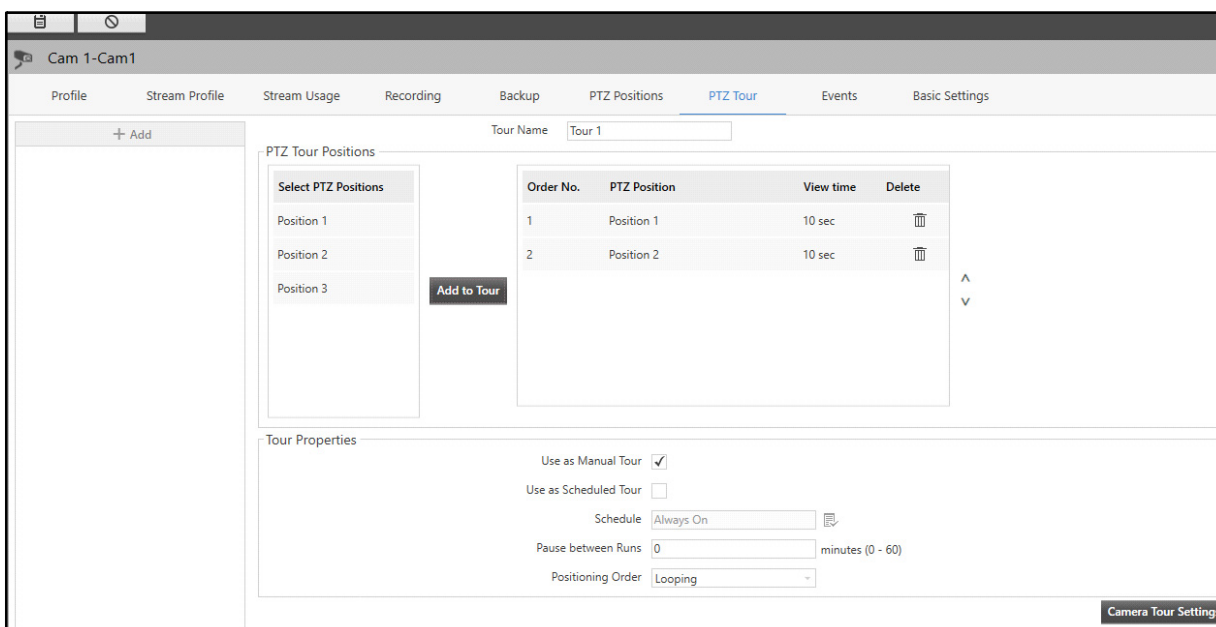 Cam 1-Cam1
Profile Stream Profile Stream Usage Recording Backup PTZ Positions PTZ Tour Events Basic Settings
+ Add
Tour Name Tour 1
PTZ Tour Positions
Select PTZ Positions
Position 1
Position 2
Position 3
Add to Tour
Order No. PTZ Position View time Delete
1 Position 1 10 sec
2 Position 2 10 sec
Tour Properties
Use as Manual Tour
Use as Scheduled Tour
Schedule Always On
Pause between Runs 0 minutes (0 - 60)
Positioning Order Looping
Camera Tour Setting